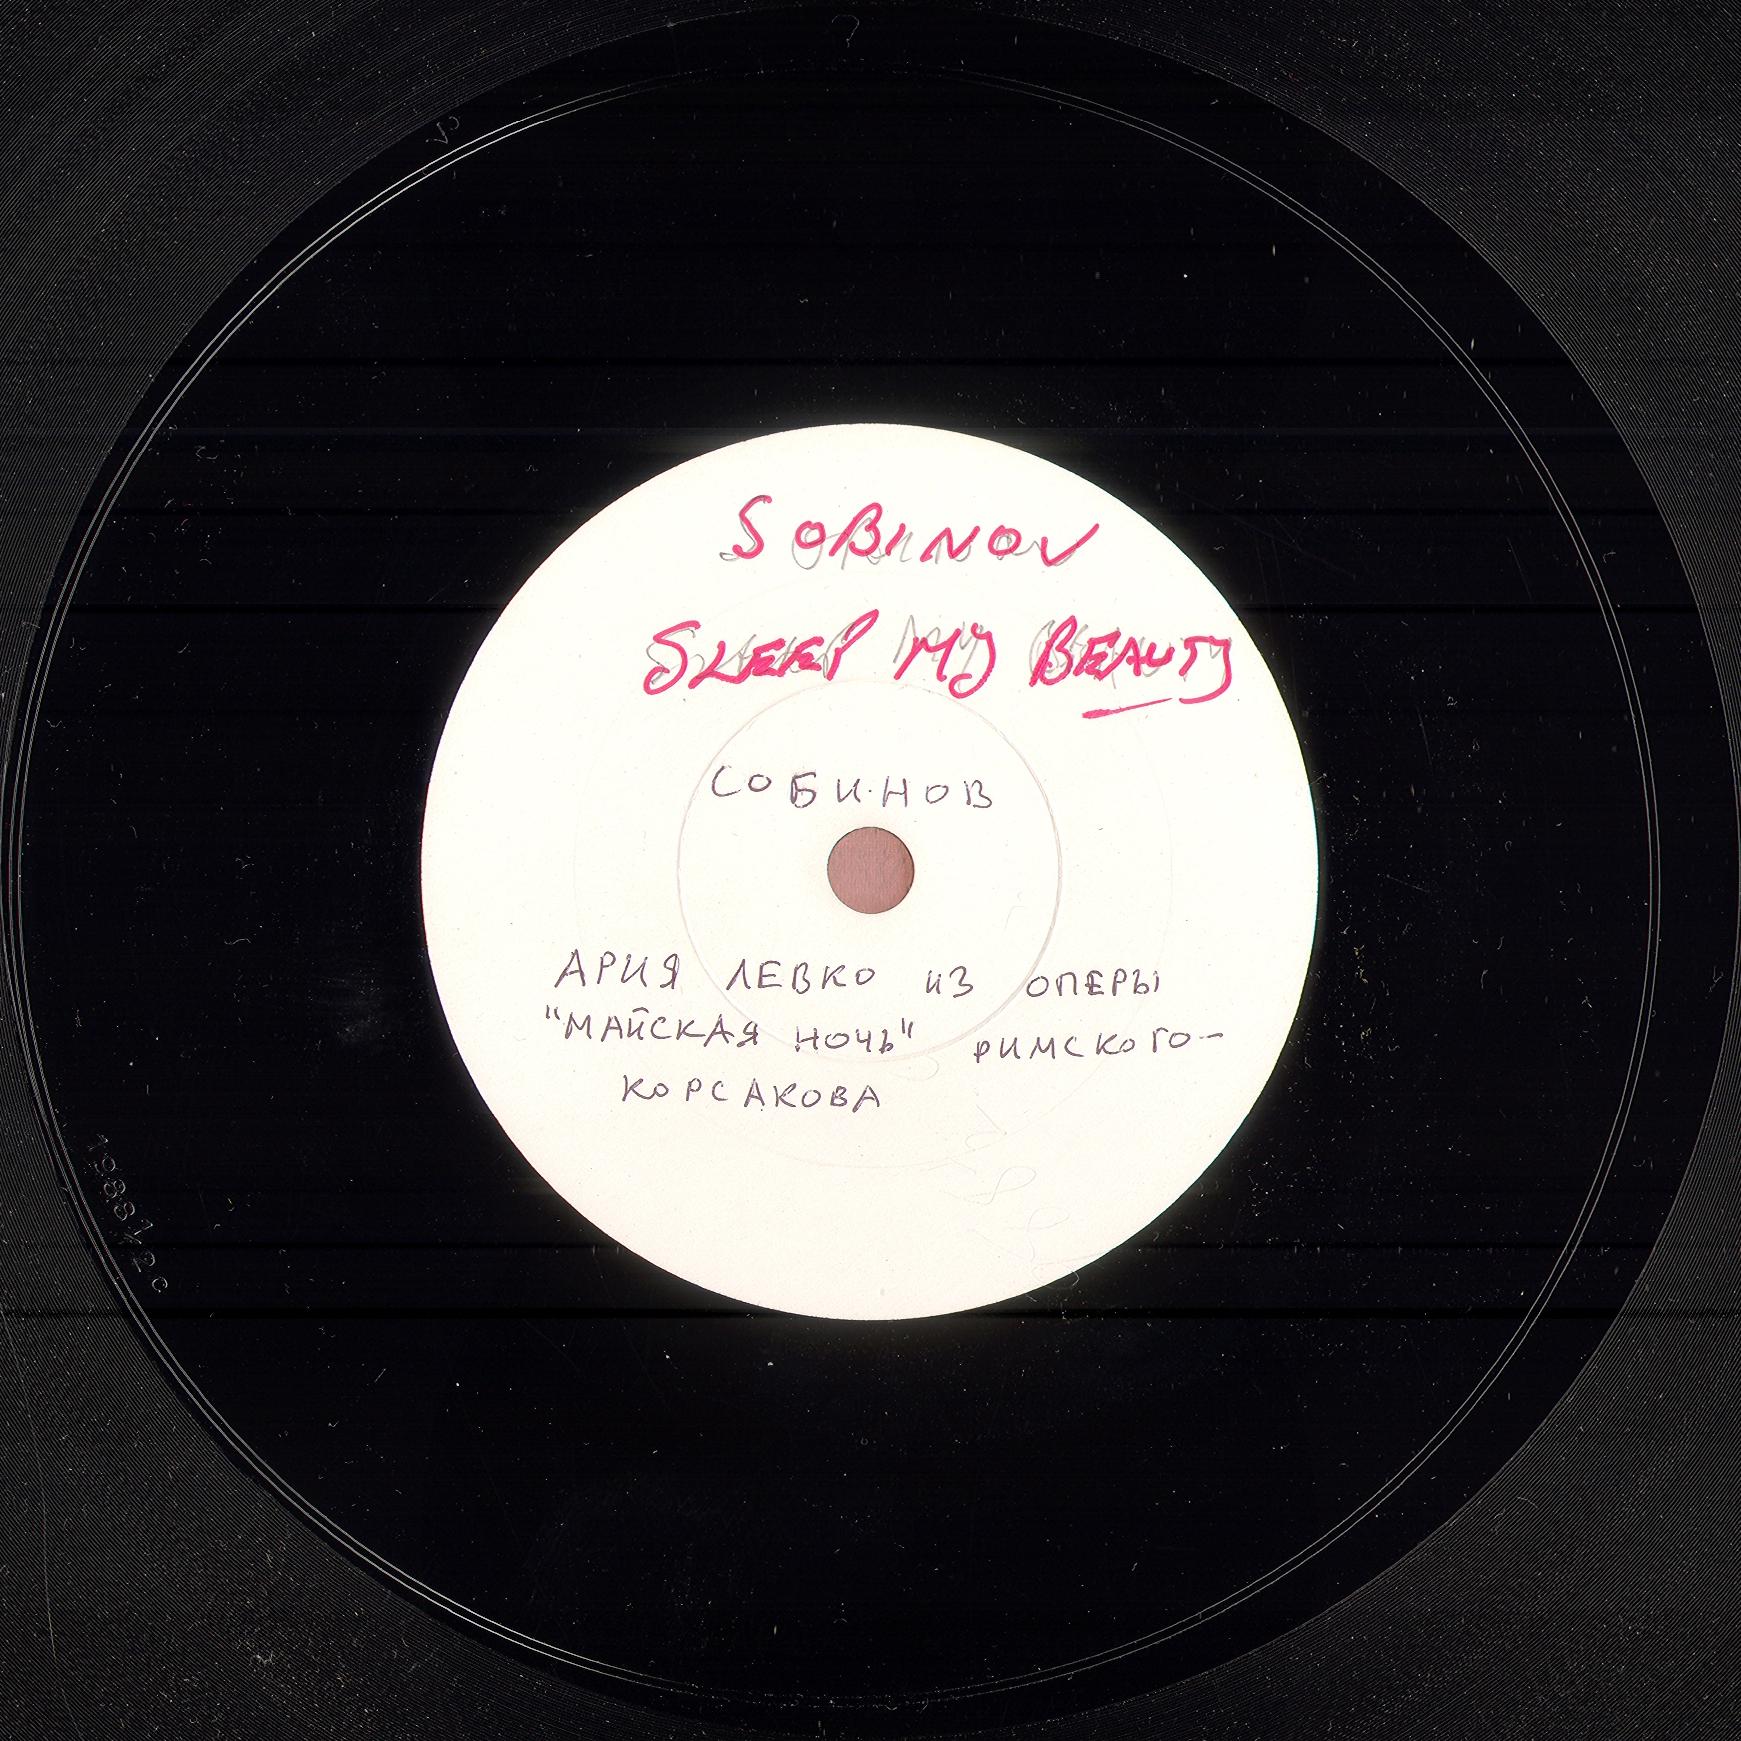 SOBINOV
SLEEP MY BEAUTY
СОБИНОВ
АРИЯ ЛЕВКО ИЗ ОПЕРЫ
"МАЙСКАЯ НОЧЬ" РИМСКОГО-
КОРСАКОВА